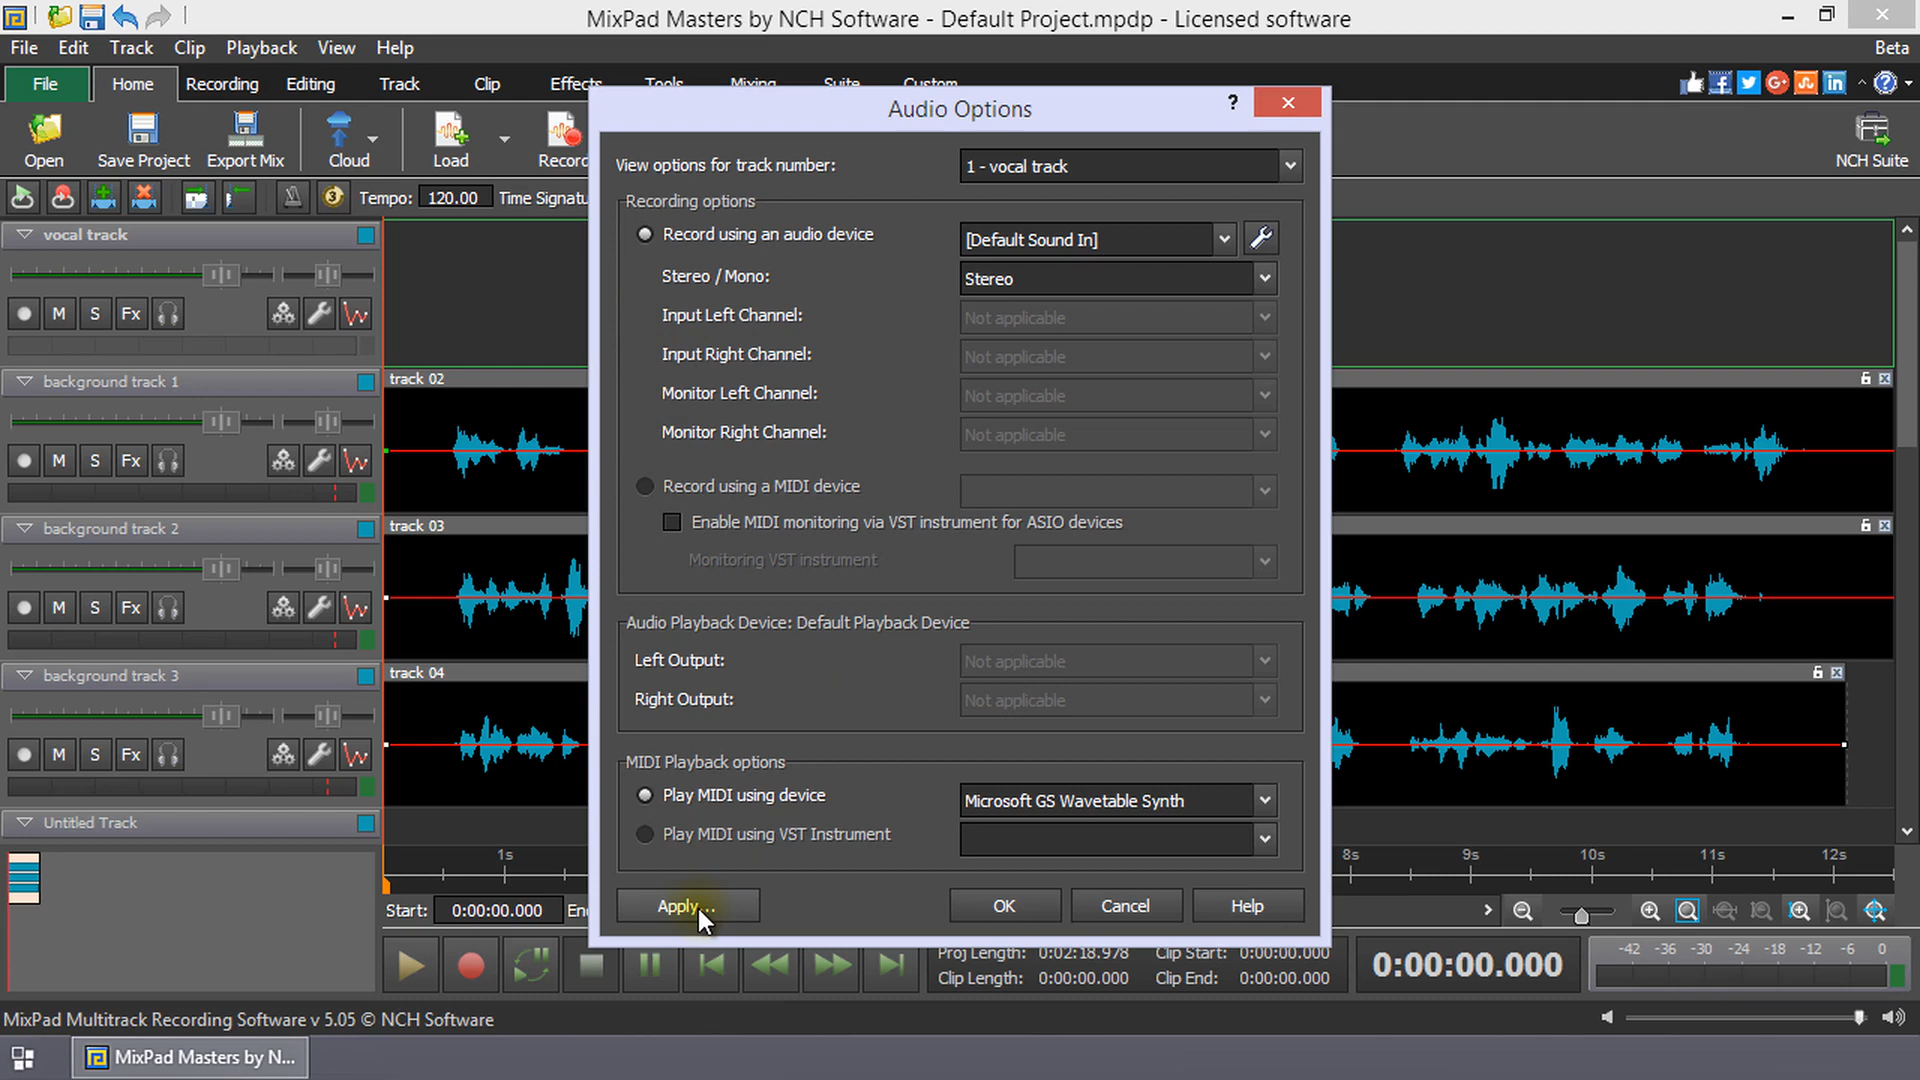 MixPad Masters by NCH Software - Default Project.mpdp - Licensed software
File Edit Track Clip Playback View Help Beta
File Home Recording Editing Track Clip Effects Tools Mixing Suite Custom
Open Save Project Export Mix Cloud Load Record NCH Suite
Tempo: 120.00 Time Signatu
Audio Options
View options for track number: 1 - vocal track
Recording options
Record using an audio device [Default Sound In]
Stereo / Mono: Stereo
Input Left Channel: Not applicable
Input Right Channel: Not applicable
Monitor Left Channel: Not applicable
Monitor Right Channel: Not applicable
Record using a MIDI device
Enable MIDI monitoring via VST instrument for ASIO devices
Monitoring VST instrument
Audio Playback Device: Default Playback Device
Left Output: Not applicable
Right Output: Not applicable
MIDI Playback options
Play MIDI using device Microsoft GS Wavetable Synth
Play MIDI using VST Instrument
Apply... OK Cancel Help
vocal track
M S Fx
background track 1 track 02
M S Fx
background track 2 track 03
M S Fx
background track 3 track 04
M S Fx
Untitled Track
1s 8s 9s 10s 11s 12s
Start: 0:00:00.000 En
Proj Length: 0:02:18.978 Clip Start: 0:00:00.000
Clip Length: 0:00:00.000 Clip End: 0:00:00.000
0:00:00.000
-42 -36 -30 -24 -18 -12 -6 0
MixPad Multitrack Recording Software v 5.05 © NCH Software
MixPad Masters by N...